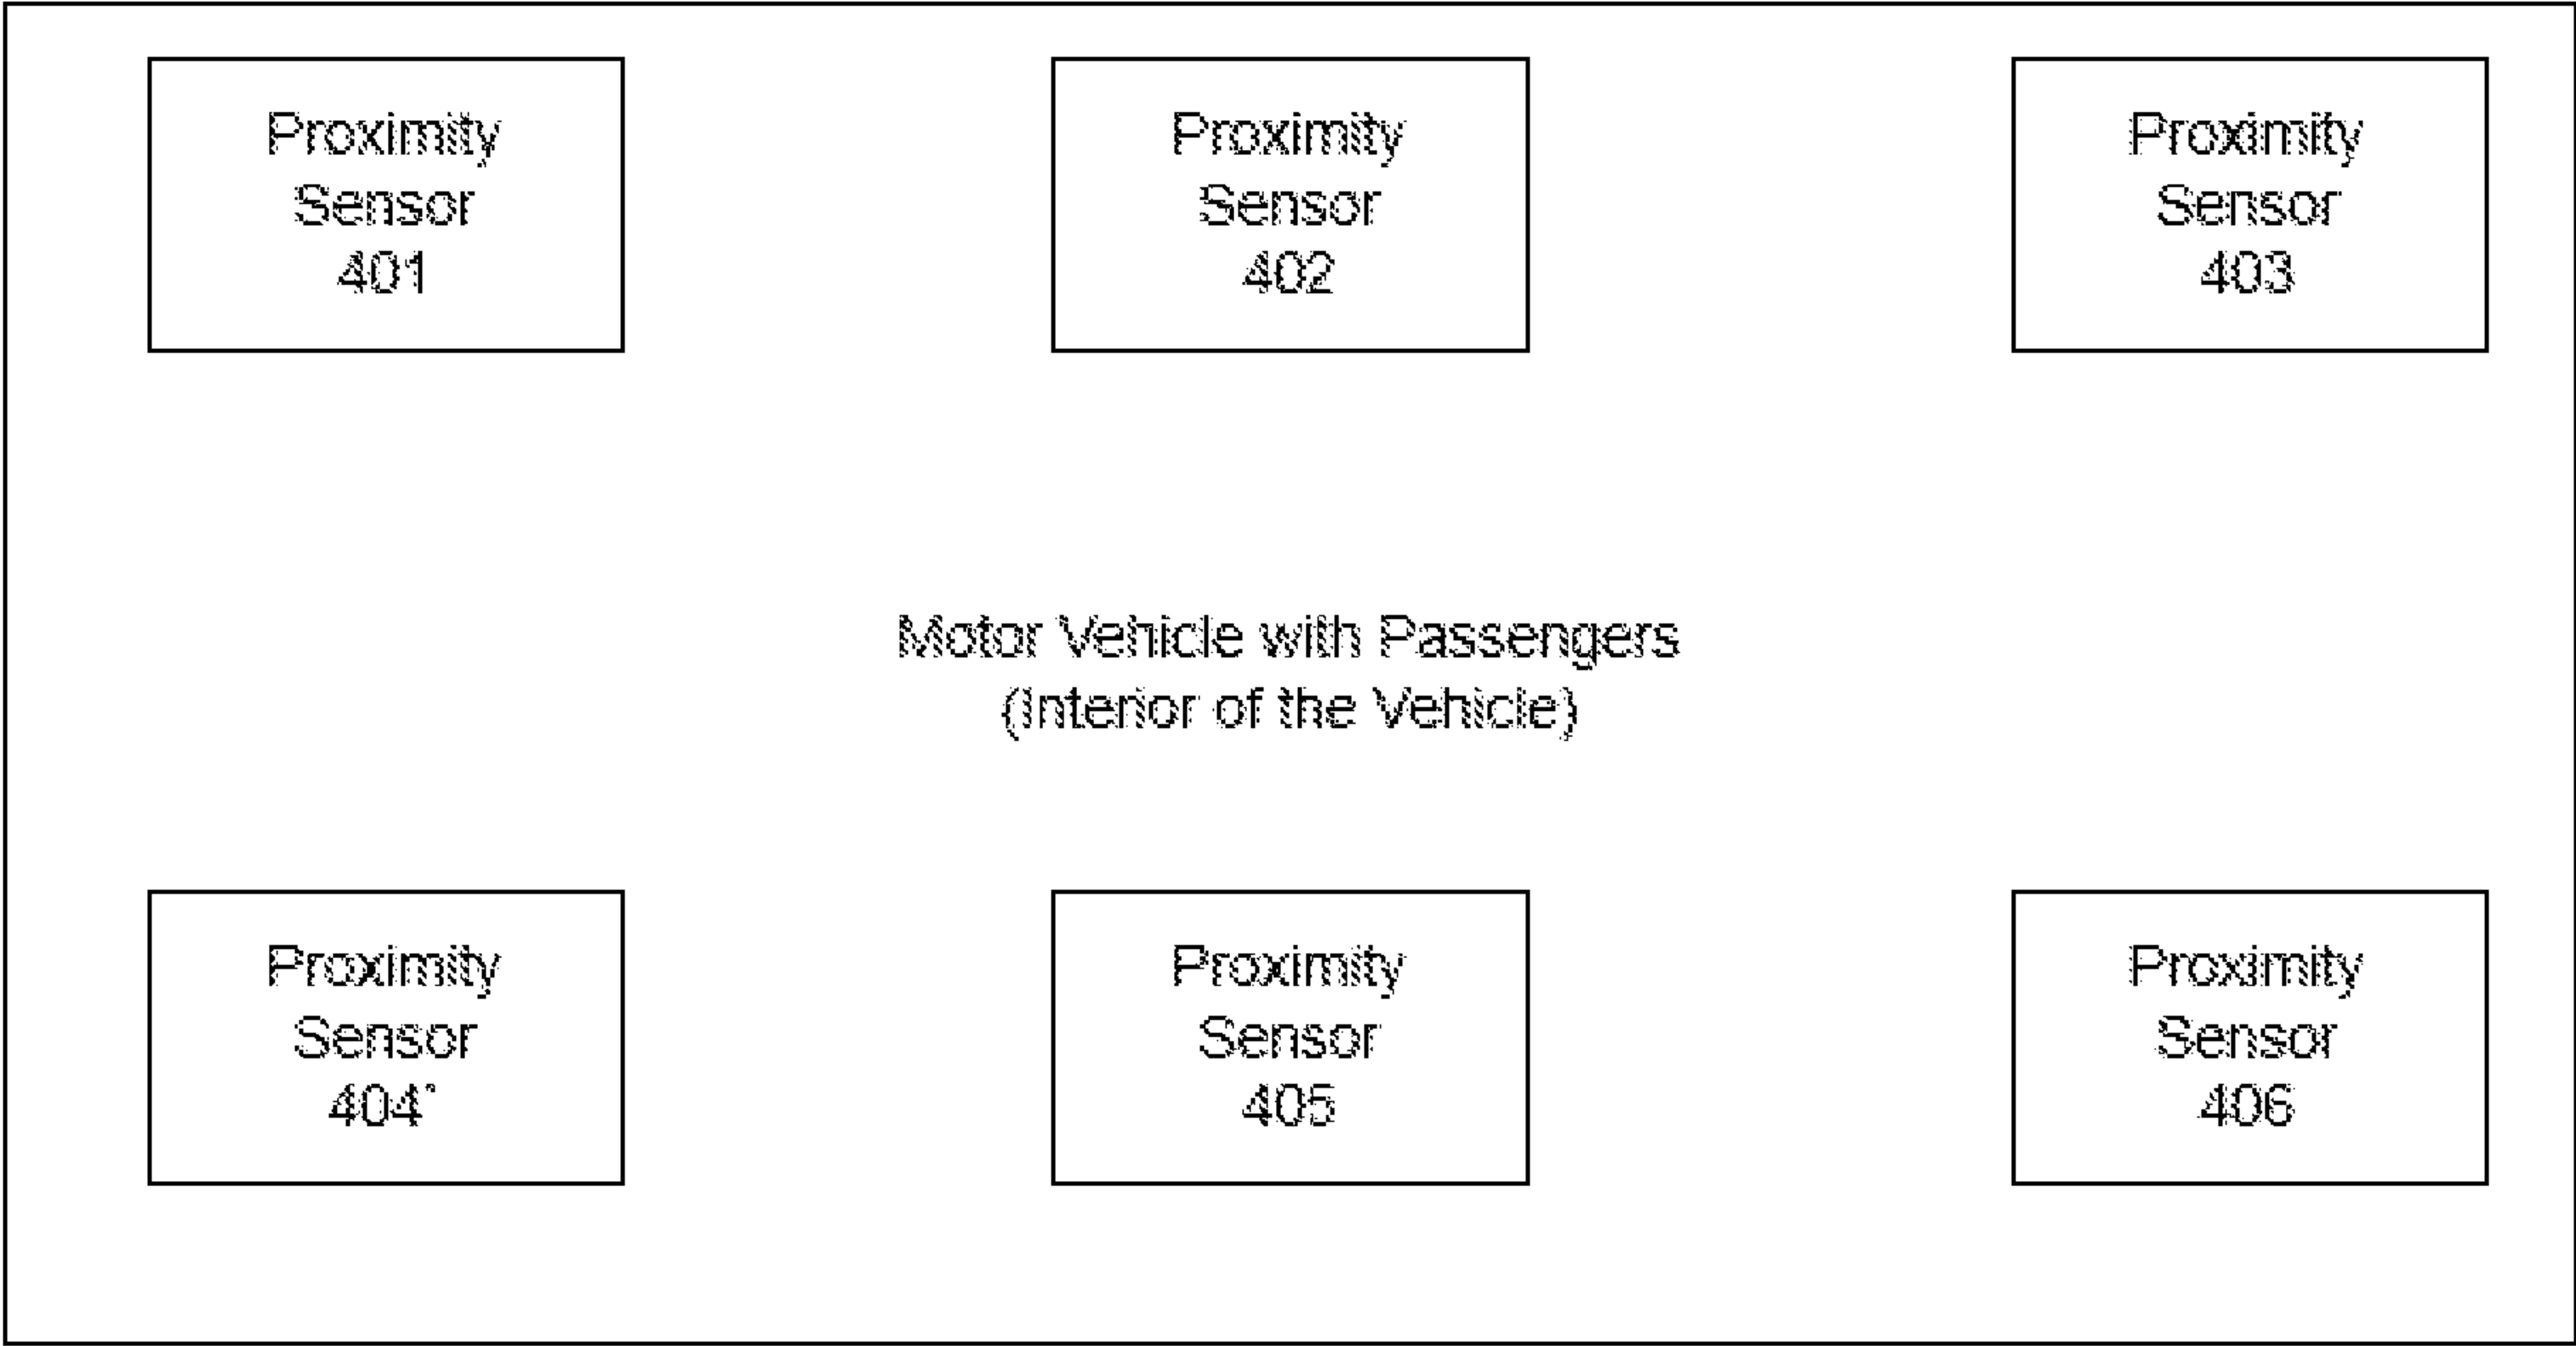 Proximity
Sensor
401
Proximity
Sensor
402
Proximity
Sensor
403
Motor Vehicle with Passengers
(Interior of the Vehicle)
Proximity
Sensor
404`
Proximity
Sensor
405
Proximity
Sensor
406